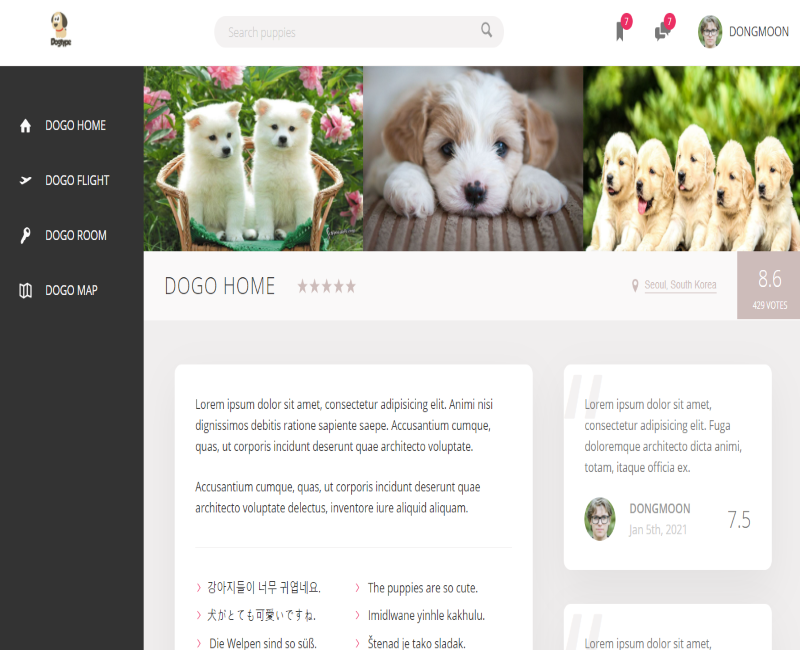 Dogtype
Search puppies
7
7
DONGMOON
DOGO HOME
DOGO FLIGHT
DOGO ROOM
DOGO MAP
DOGO HOME
Seoul, South Korea
8.6
429 VOTES
Lorem ipsum dolor sit amet, consectetur adipisicing elit. Animi nisi
dignissimos debitis ratione sapiente saepe. Accusantium cumque,
quas, ut corporis incidunt deserunt quae architecto voluptate.
Accusantium cumque, quas, ut corporis incidunt deserunt quae
architecto voluptate delectus, inventore iure aliquid aliquam.
강아지들이 너무 귀엽네요.
The puppies are so cute.
犬がとても可愛いですね.
Imidlwane yinhle kakhulu.
Die Welpen sind so süß.
Štenad je tako sladak.
Lorem ipsum dolor sit amet,
consectetur adipisicing elit. Fuga
doloremque architecto dicta animi,
totam, itaque officia ex.
DONGMOON
Jan 5th, 2021
7.5
Lorem ipsum dolor sit amet,